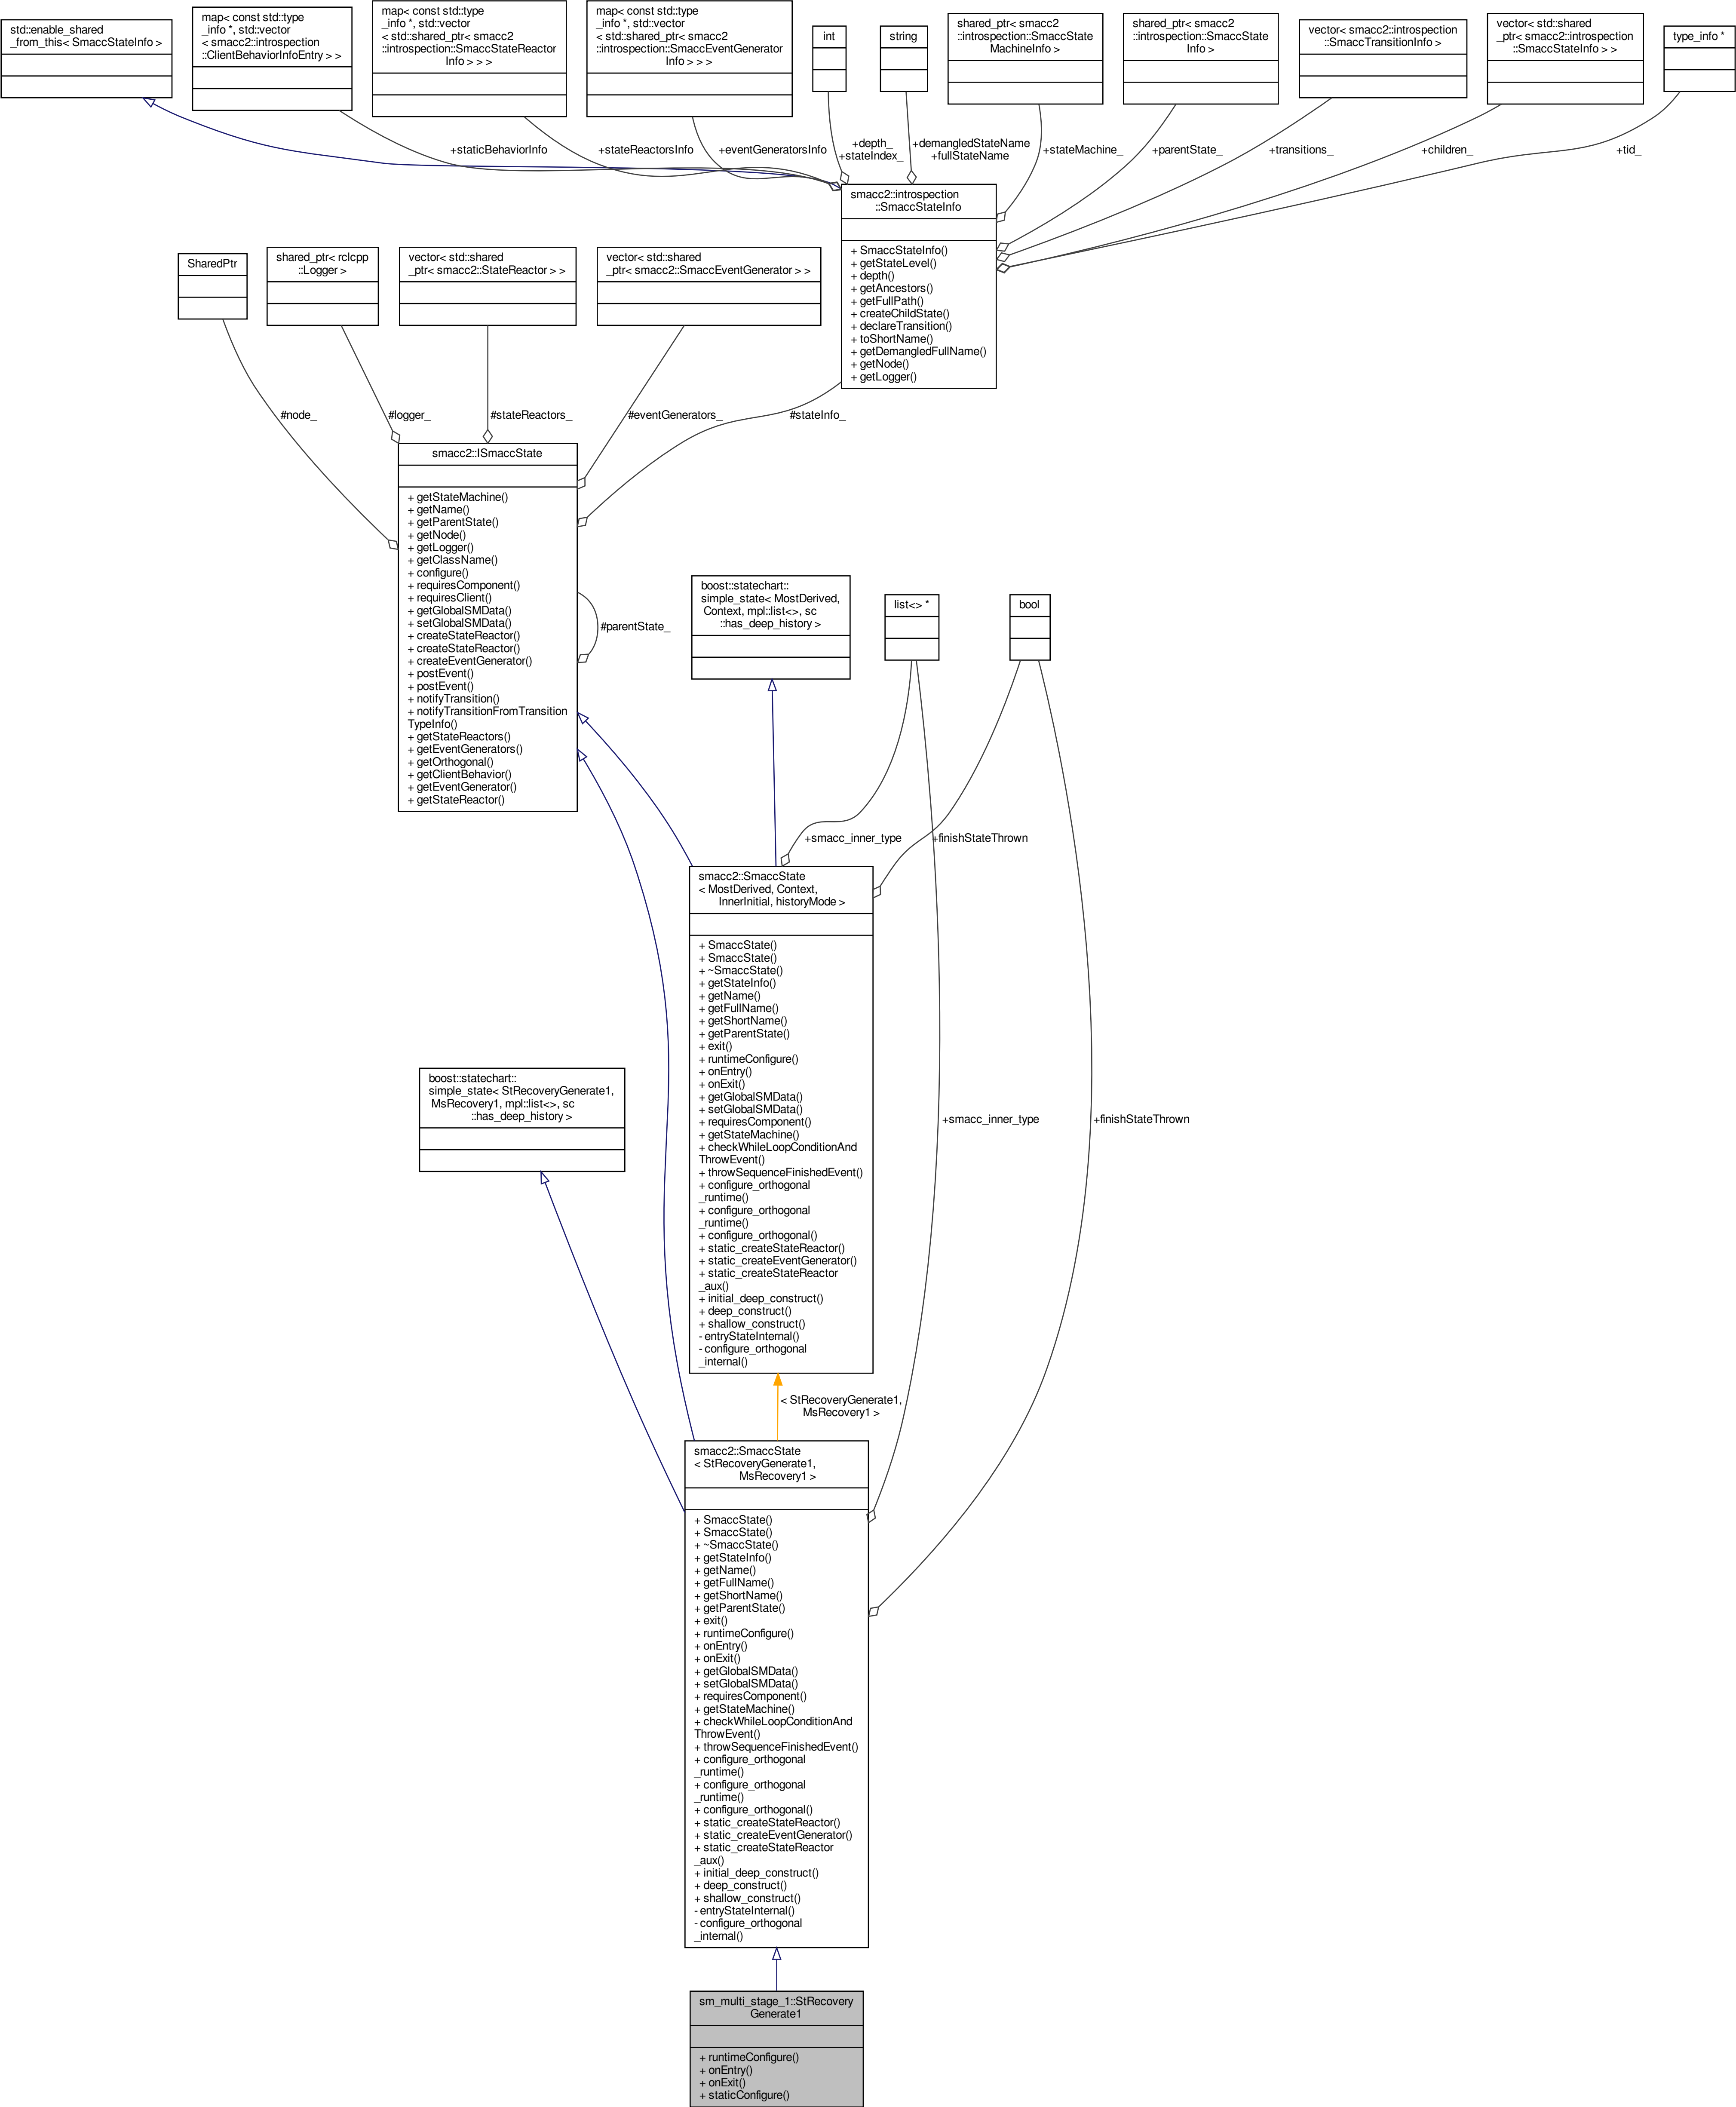 std::enable_shared
_from_this< SmaccStateInfo >
map< const std::type
_info *, std::vector
< smacc2::introspection
::ClientBehaviorInfoEntry > >
map< const std::type
_info *, std::vector
< std::shared_ptr< smacc2
::introspection::SmaccStateReactor
Info > > >
map< const std::type
_info *, std::vector
< std::shared_ptr< smacc2
::introspection::SmaccEventGenerator
Info > > >
int
string
shared_ptr< smacc2
::introspection::SmaccState
MachineInfo >
shared_ptr< smacc2
::introspection::SmaccState
Info >
vector< smacc2::introspection
::SmaccTransitionInfo >
vector< std::shared
_ptr< smacc2::introspection
::SmaccStateInfo > >
type_info *
+staticBehaviorInfo
+stateReactorsInfo
+eventGeneratorsInfo
+depth_
+stateIndex_
+demangledStateName
+fullStateName
+stateMachine_
+parentState_
+transitions_
+children_
+tid_
smacc2::introspection
::SmaccStateInfo
+ SmaccStateInfo()
+ getStateLevel()
+ depth()
+ getAncestors()
+ getFullPath()
+ createChildState()
+ declareTransition()
+ toShortName()
+ getDemangledFullName()
+ getNode()
+ getLogger()
SharedPtr
shared_ptr< rclcpp
::Logger >
vector< std::shared
_ptr< smacc2::StateReactor > >
vector< std::shared
_ptr< smacc2::SmaccEventGenerator > >
#node_
#logger_
#stateReactors_
#eventGenerators_
#stateInfo_
smacc2::ISmaccState
+ getStateMachine()
+ getName()
+ getParentState()
+ getNode()
+ getLogger()
+ getClassName()
+ configure()
+ requiresComponent()
+ requiresClient()
+ getGlobalSMData()
+ setGlobalSMData()
+ createStateReactor()
+ createStateReactor()
+ createEventGenerator()
+ postEvent()
+ postEvent()
+ notifyTransition()
+ notifyTransitionFromTransition
TypeInfo()
+ getStateReactors()
+ getEventGenerators()
+ getOrthogonal()
+ getClientBehavior()
+ getEventGenerator()
+ getStateReactor()
#parentState_
boost::statechart::
simple_state< MostDerived,
Context, mpl::list<>, sc
::has_deep_history >
list<> *
bool
+smacc_inner_type
+finishStateThrown
smacc2::SmaccState
< MostDerived, Context,
InnerInitial, historyMode >
+ SmaccState()
+ SmaccState()
+ ~SmaccState()
+ getStateInfo()
+ getName()
+ getFullName()
+ getShortName()
+ getParentState()
+ exit()
+ runtimeConfigure()
+ onEntry()
+ onExit()
+ getGlobalSMData()
+ setGlobalSMData()
+ requiresComponent()
+ getStateMachine()
+ checkWhileLoopConditionAnd
ThrowEvent()
+ throwSequenceFinishedEvent()
+ configure_orthogonal
_runtime()
+ configure_orthogonal
_runtime()
+ configure_orthogonal()
+ static_createStateReactor()
+ static_createEventGenerator()
+ static_createStateReactor
_aux()
+ initial_deep_construct()
+ deep_construct()
+ shallow_construct()
- entryStateInternal()
- configure_orthogonal
_internal()
boost::statechart::
simple_state< StRecoveryGenerate1,
MsRecovery1, mpl::list<>, sc
::has_deep_history >
+smacc_inner_type
+finishStateThrown
< StRecoveryGenerate1,
MsRecovery1 >
smacc2::SmaccState
< StRecoveryGenerate1,
MsRecovery1 >
+ SmaccState()
+ SmaccState()
+ ~SmaccState()
+ getStateInfo()
+ getName()
+ getFullName()
+ getShortName()
+ getParentState()
+ exit()
+ runtimeConfigure()
+ onEntry()
+ onExit()
+ getGlobalSMData()
+ setGlobalSMData()
+ requiresComponent()
+ getStateMachine()
+ checkWhileLoopConditionAnd
ThrowEvent()
+ throwSequenceFinishedEvent()
+ configure_orthogonal
_runtime()
+ configure_orthogonal
_runtime()
+ configure_orthogonal()
+ static_createStateReactor()
+ static_createEventGenerator()
+ static_createStateReactor
_aux()
+ initial_deep_construct()
+ deep_construct()
+ shallow_construct()
- entryStateInternal()
- configure_orthogonal
_internal()
sm_multi_stage_1::StRecovery
Generate1
+ runtimeConfigure()
+ onEntry()
+ onExit()
+ staticConfigure()